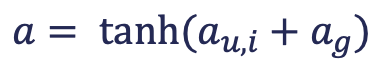 a = tanh(a_{u,i} + a_g)